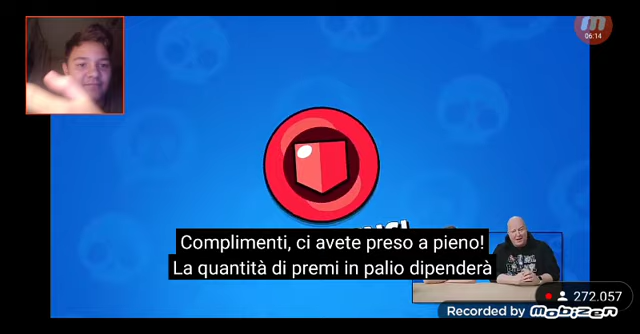 06:14
Complimenti, ci avete preso a pieno!
La quantità di premi in palio dipenderà
272.057
Recorded by
mobizen